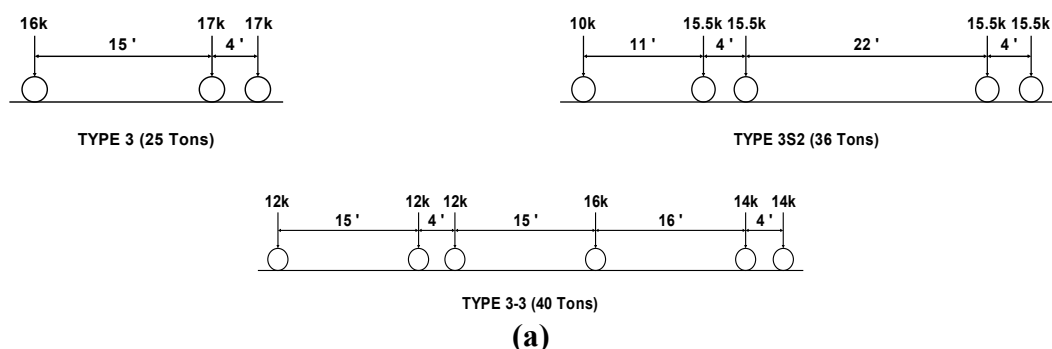 16k 17k 17k
15 ' 4 '
TYPE 3 (25 Tons)
10k 15.5k 15.5k 15.5k 15.5k
11 ' 4 ' 22 ' 4 '
TYPE 3S2 (36 Tons)
12k 12k 12k 16k 14k 14k
15 ' 4 ' 15 ' 16 ' 4 '
TYPE 3-3 (40 Tons)
(a)